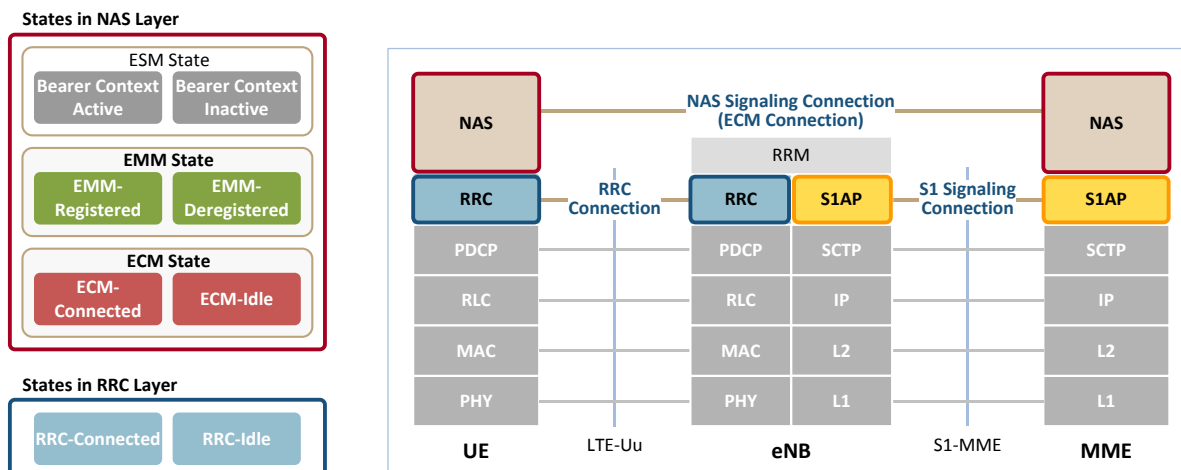 States in NAS Layer
ESM State
Bearer Context
Active
Bearer Context
Inactive
EMM State
EMM-
Registered
EMM-
Deregistered
ECM State
ECM-
Connected
ECM-Idle
States in RRC Layer
RRC-Connected
RRC-Idle
NAS
NAS Signaling Connection
(ECM Connection)
NAS
RRM
RRC
RRC
Connection
RRC
S1AP
S1 Signaling
Connection
S1AP
PDCP
PDCP
SCTP
SCTP
RLC
RLC
IP
IP
MAC
MAC
L2
L2
PHY
PHY
L1
L1
UE
LTE-Uu
eNB
S1-MME
MME